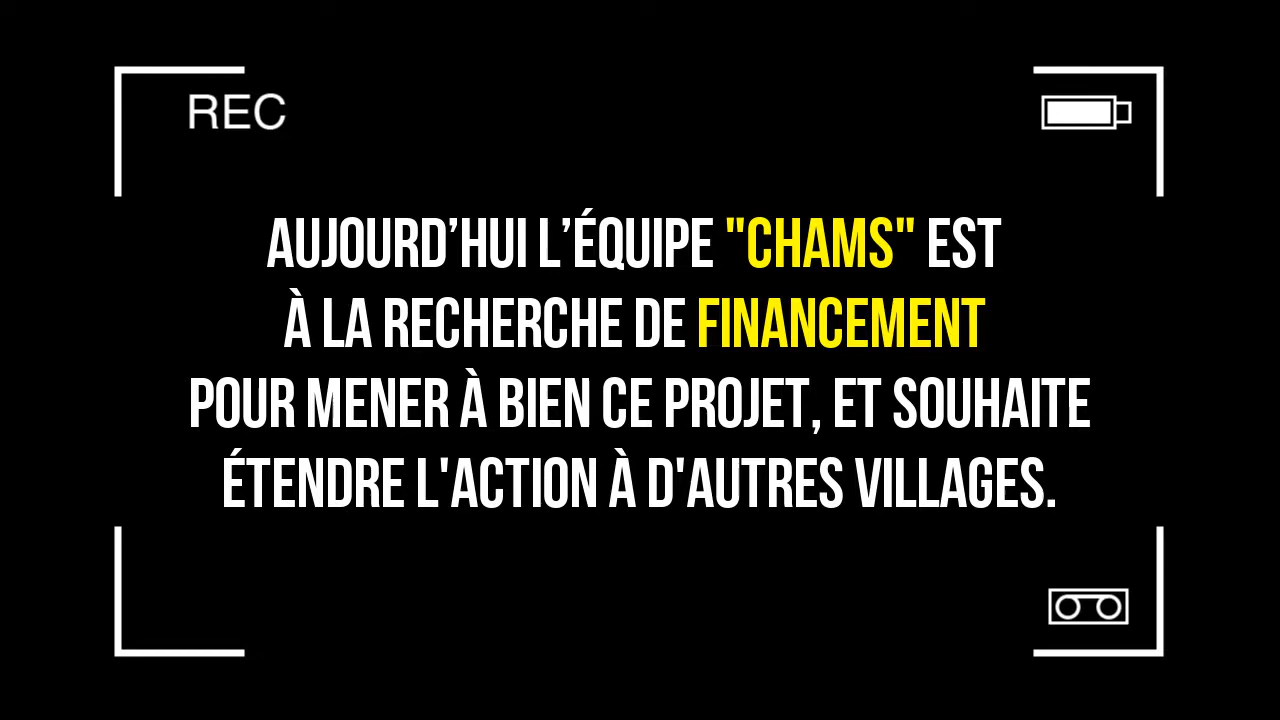 REC
AUJOURD’HUI L’ÉQUIPE "CHAMS" EST
À LA RECHERCHE DE FINANCEMENT
POUR MENER À BIEN CE PROJET, ET SOUHAITE
ÉTENDRE L'ACTION À D'AUTRES VILLAGES.